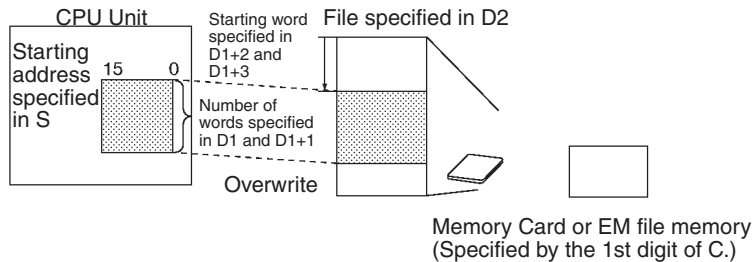 CPU Unit
Starting
address
specified
in S
15 0
Starting word
specified in
D1+2 and
D1+3
Number of
words specified
in D1 and D1+1
File specified in D2
Overwrite
Memory Card or EM file memory
(Specified by the 1st digit of C.)